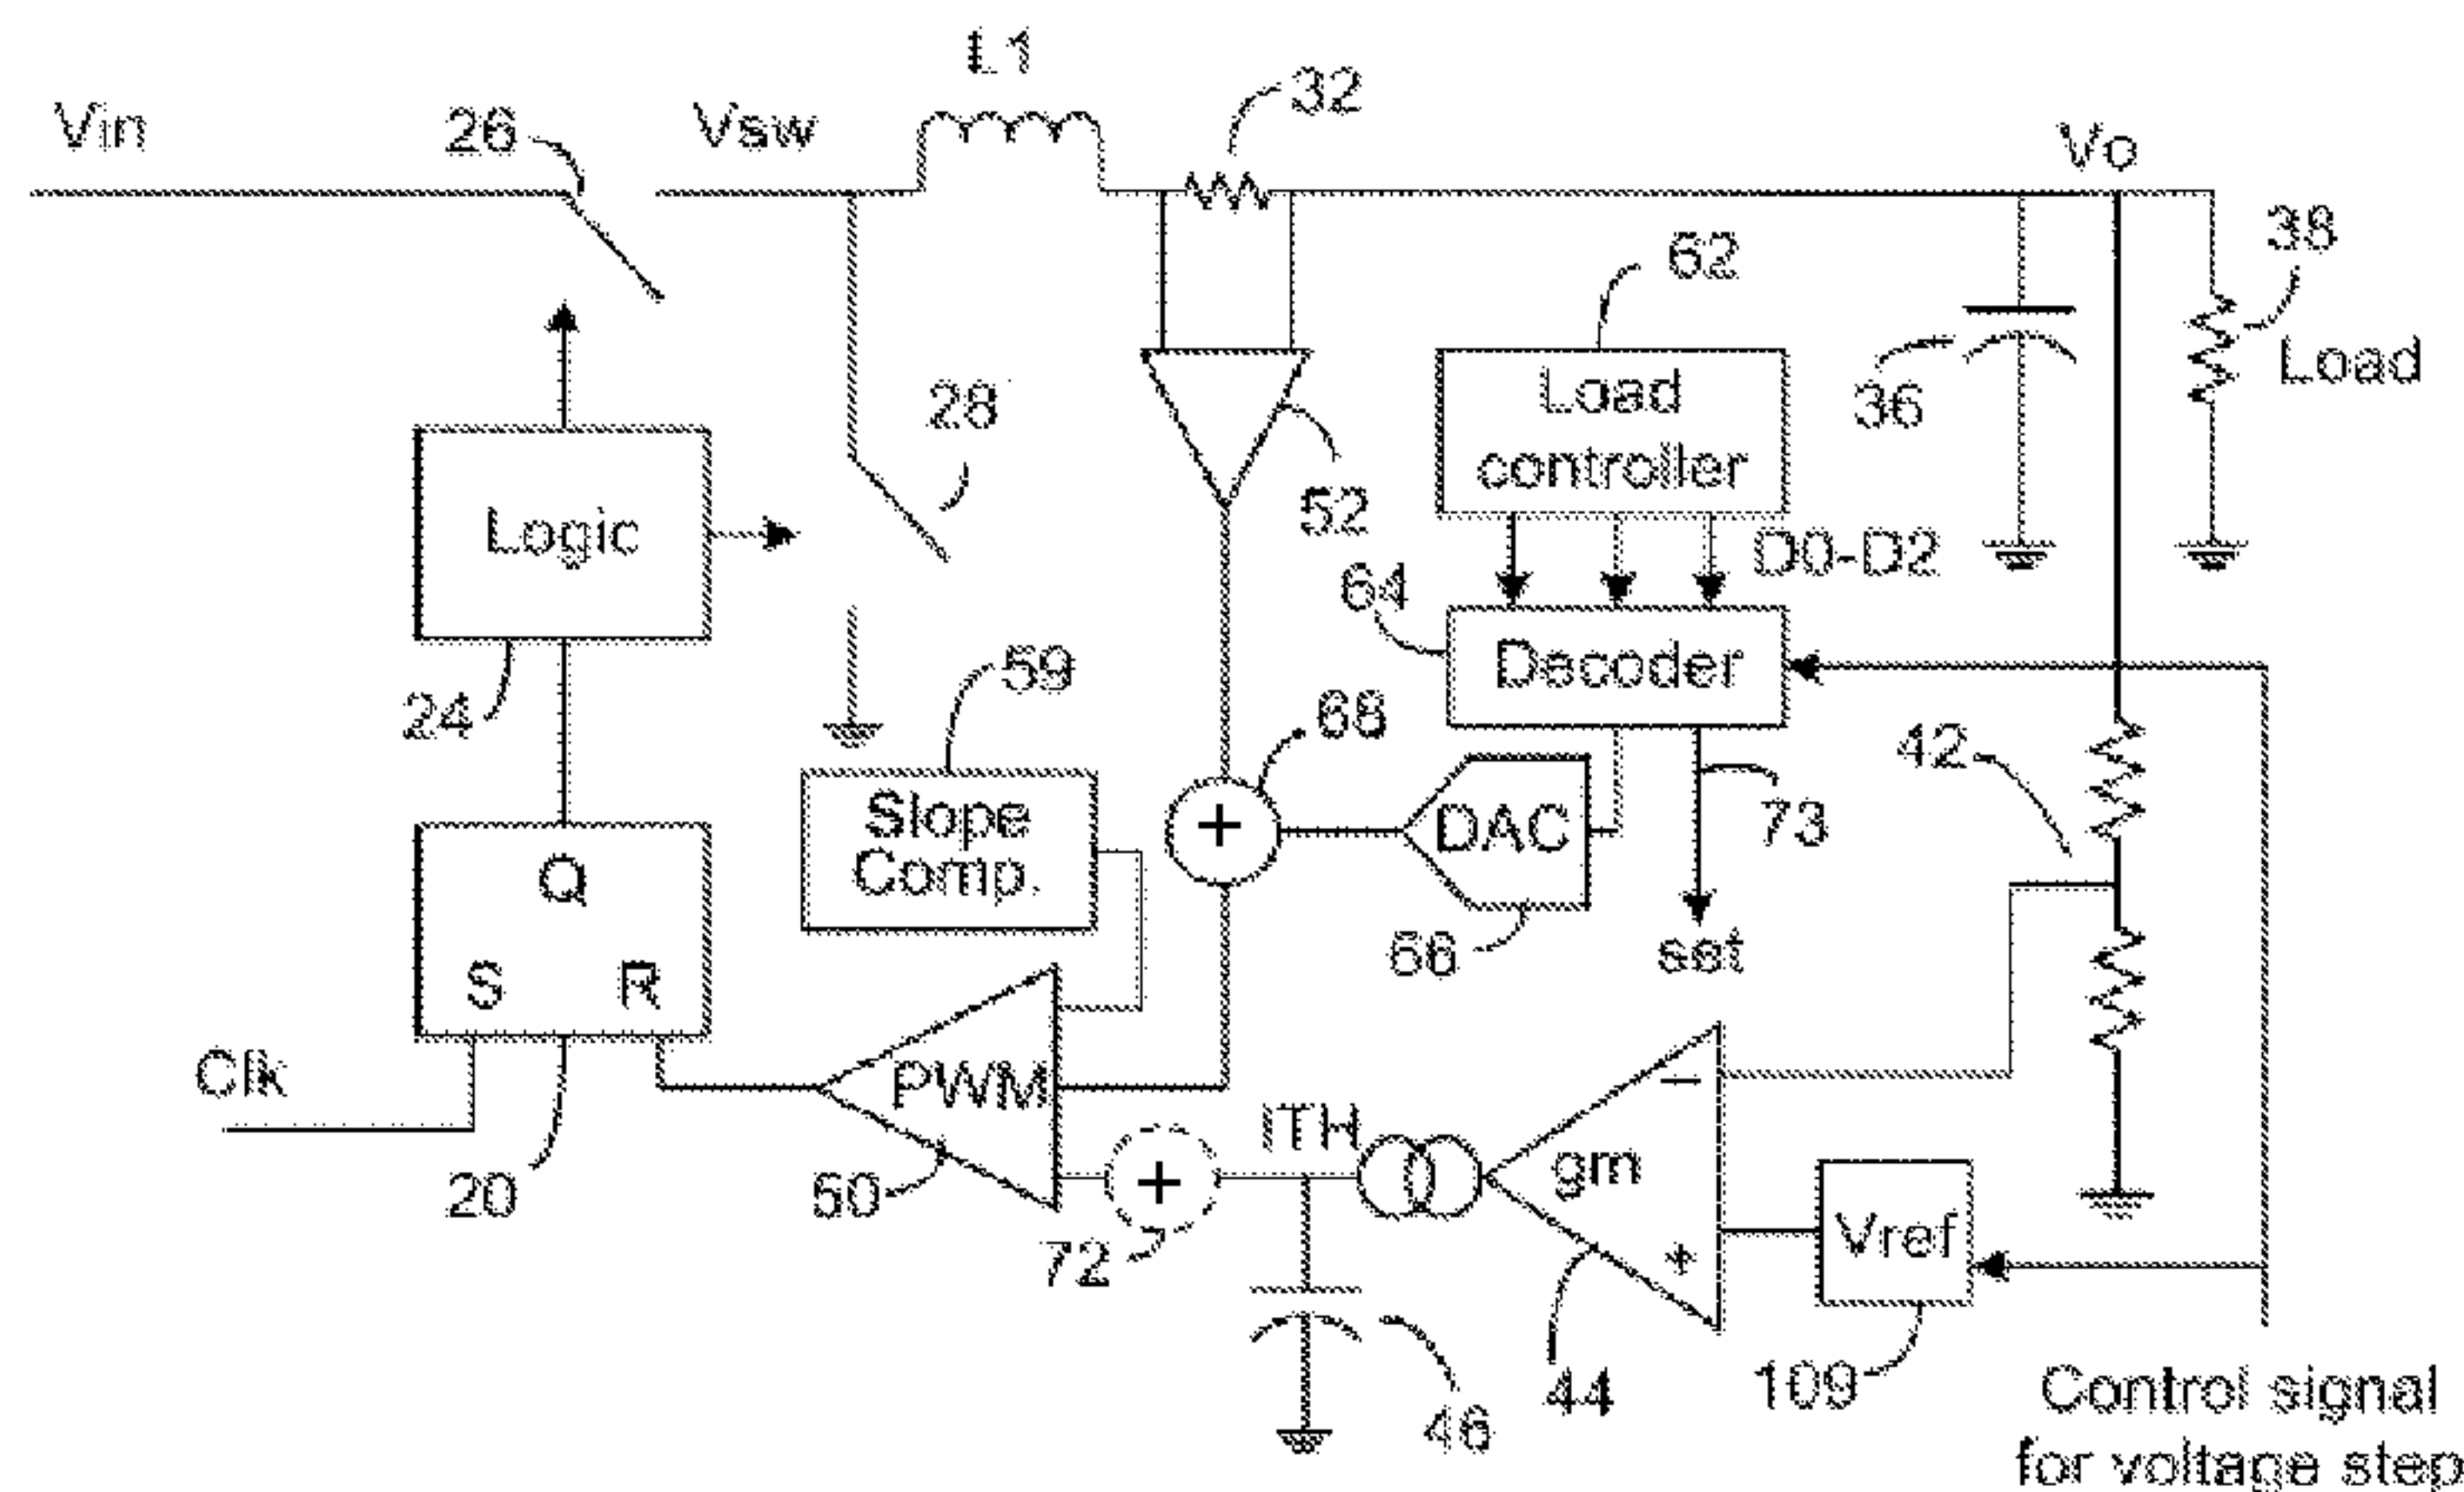 L1
Vin
26
Vsw
32
Vo
38
Load
62
Load
controller
36
28
52
D0-D2
Logic
64
Decoder
24
59
68
42
Slope
Comp.
DAC
73
Q
66
set
S
R
Clk
PWM
ITH
gm
−
+
+
+
20
50
72
Vref
44
109
46
Control signal
for voltage step